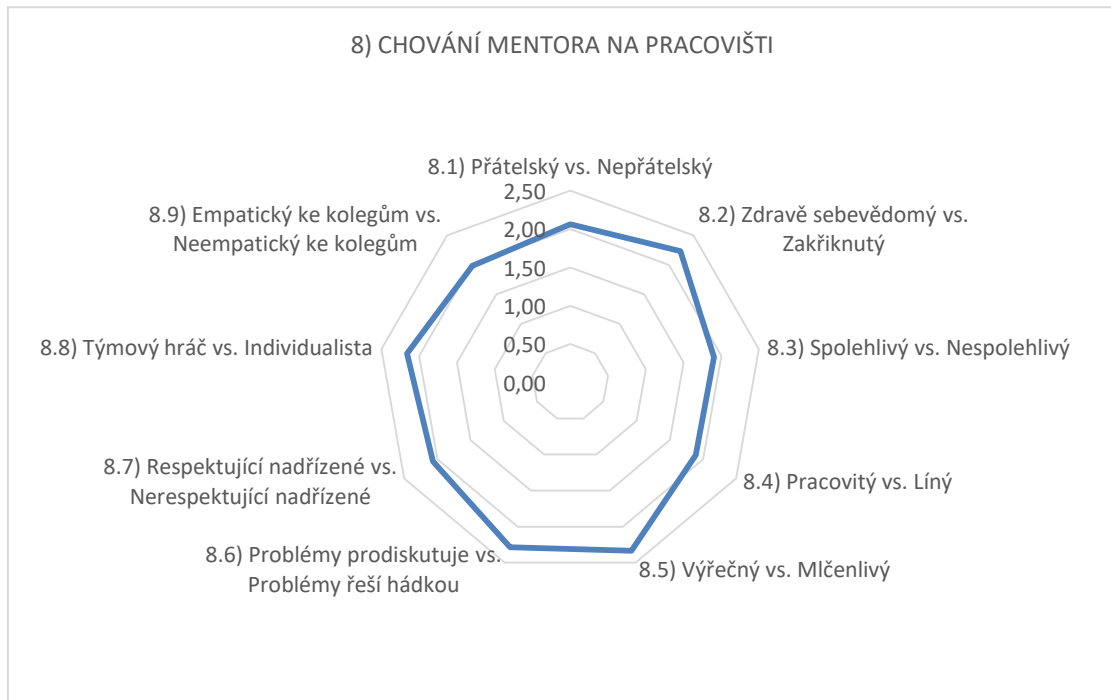 8) CHOVÁNÍ MENTORA NA PRACOVIŠTI
8.1) Přátelský vs. Nepřátelský
8.2) Zdravě sebevědomý vs.
Zakřiknutý
8.3) Spolehlivý vs. Nespolehlivý
8.4) Pracovitý vs. Líný
8.5) Výřečný vs. Mlčenlivý
8.6) Problémy prodiskutuje vs.
Problémy řeší hádkou
8.7) Respektující nadřízené vs.
Nerespektující nadřízené
8.8) Týmový hráč vs. Individualista
8.9) Empatický ke kolegům vs.
Neempatický ke kolegům
2,50
2,00
1,50
1,00
0,50
0,00